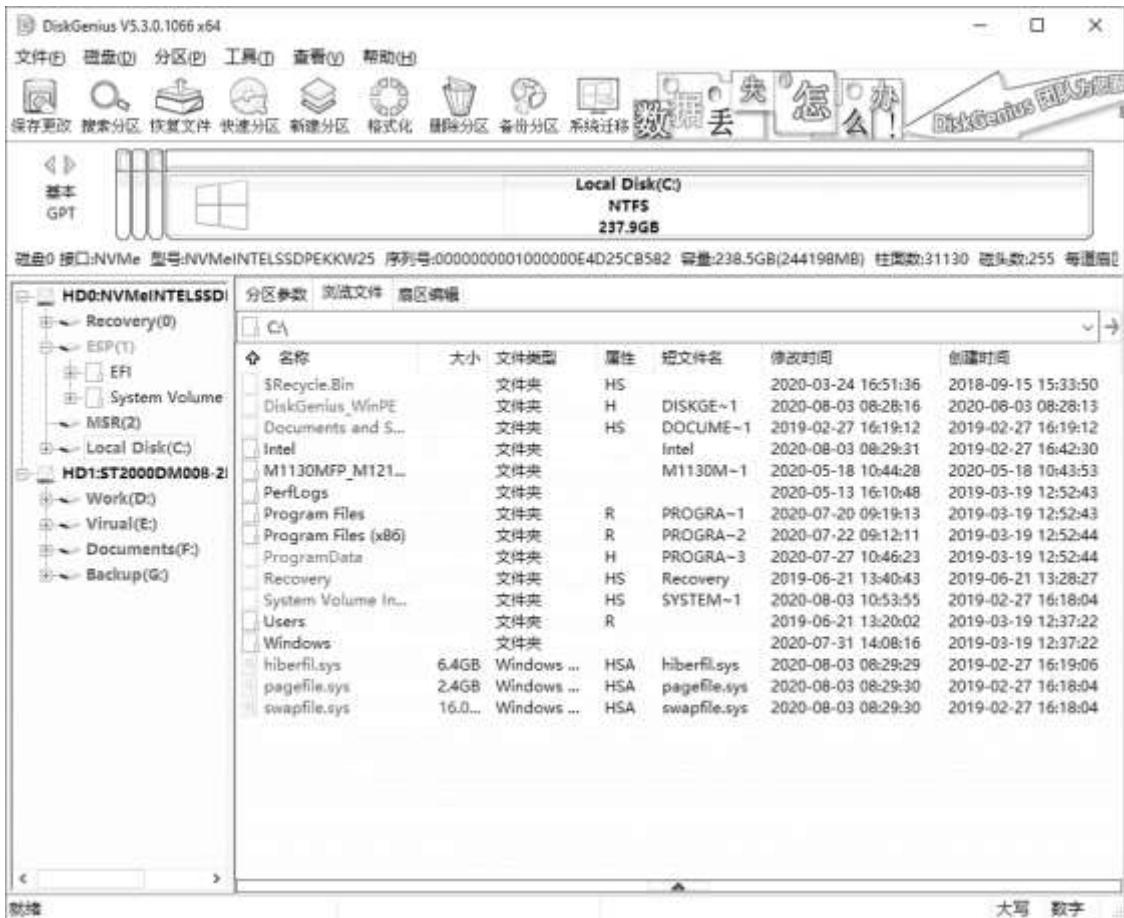 DiskGenius V5.3.0.1066 x64
文件(F) 磁盘(D) 分区(P) 工具(T) 查看(V) 帮助(H)
保存更改 搜索分区 恢复文件 快速分区 新建分区 格式化 删除分区 备份分区 系统迁移 数据丢失怎么办! DiskGenius 团队为您
基本
GPT
Local Disk(C:)
NTFS
237.9GB
磁盘0 接口:NVMe 型号:NVMeINTELSSDPEKKW25 序列号:0000000001000000E4D25CB582 容量:238.5GB(244198MB) 柱面数:31130 磁头数:255 每道扇区
HD0:NVMeINTELSSD
Recovery(0)
ESP(1)
EFI
System Volume
MSR(2)
Local Disk(C:)
HD1:ST2000DM008-2
Work(D:)
Virual(E:)
Documents(F:)
Backup(G:)
分区参数 浏览文件 扇区编辑
C:\
名称 大小 文件类型 属性 短文件名 修改时间 创建时间
$Recycle.Bin 文件夹 HS 2020-03-24 16:51:36 2018-09-15 15:33:50
DiskGenius_WinPE 文件夹 H DISKGE~1 2020-08-03 08:28:16 2020-08-03 08:28:13
Documents and S... 文件夹 HS DOCUME~1 2019-02-27 16:19:12 2019-02-27 16:19:12
Intel 文件夹 Intel 2020-08-03 08:29:31 2019-02-27 16:42:30
M1130MFP_M121... 文件夹 M1130M~1 2020-05-18 10:44:28 2020-05-18 10:43:53
PerfLogs 文件夹 2020-05-13 16:10:48 2019-03-19 12:52:43
Program Files 文件夹 R PROGRA~1 2020-07-20 09:19:13 2019-03-19 12:52:43
Program Files (x86) 文件夹 R PROGRA~2 2020-07-22 09:12:11 2019-03-19 12:52:44
ProgramData 文件夹 H PROGRA~3 2020-07-27 10:46:23 2019-03-19 12:52:44
Recovery 文件夹 HS Recovery 2019-06-21 13:40:43 2019-06-21 13:28:27
System Volume In... 文件夹 HS SYSTEM~1 2020-08-03 10:53:55 2019-02-27 16:18:04
Users 文件夹 R 2019-06-21 13:20:02 2019-03-19 12:37:22
Windows 文件夹 2020-07-31 14:08:16 2019-03-19 12:37:22
hiberfil.sys 6.4GB Windows ... HSA hiberfil.sys 2020-08-03 08:29:29 2019-02-27 16:19:06
pagefile.sys 2.4GB Windows ... HSA pagefile.sys 2020-08-03 08:29:30 2019-02-27 16:18:04
swapfile.sys 16.0... Windows ... HSA swapfile.sys 2020-08-03 08:29:30 2019-02-27 16:18:04
就绪 大写 数字